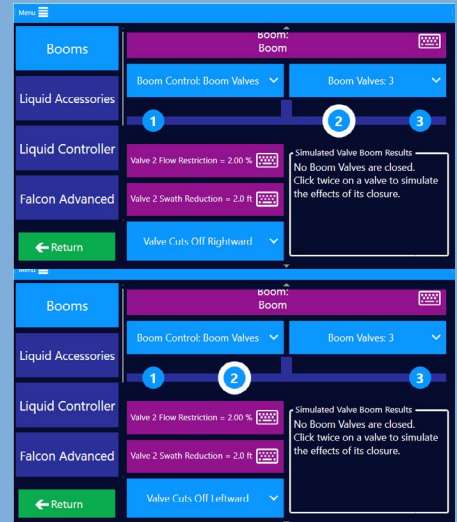 Menu
Boom:
Boom
Booms
Boom Control: Boom Valves
Boom Valves: 3
Liquid Accessories
1
2
3
Liquid Controller
Valve 2 Flow Restriction = 2.00 %
Simulated Valve Boom Results
No Boom Valves are closed.
Click twice on a valve to simulate
the effects of its closure.
Falcon Advanced
Valve 2 Swath Reduction = 2.0 ft
Return
Valve Cuts Off Rightward
Menu
Boom:
Boom
Booms
Boom Control: Boom Valves
Boom Valves: 3
Liquid Accessories
1
2
3
Liquid Controller
Valve 2 Flow Restriction = 2.00 %
Simulated Valve Boom Results
No Boom Valves are closed.
Click twice on a valve to simulate
the effects of its closure.
Falcon Advanced
Valve 2 Swath Reduction = 2.0 ft
Return
Valve Cuts Off Leftward